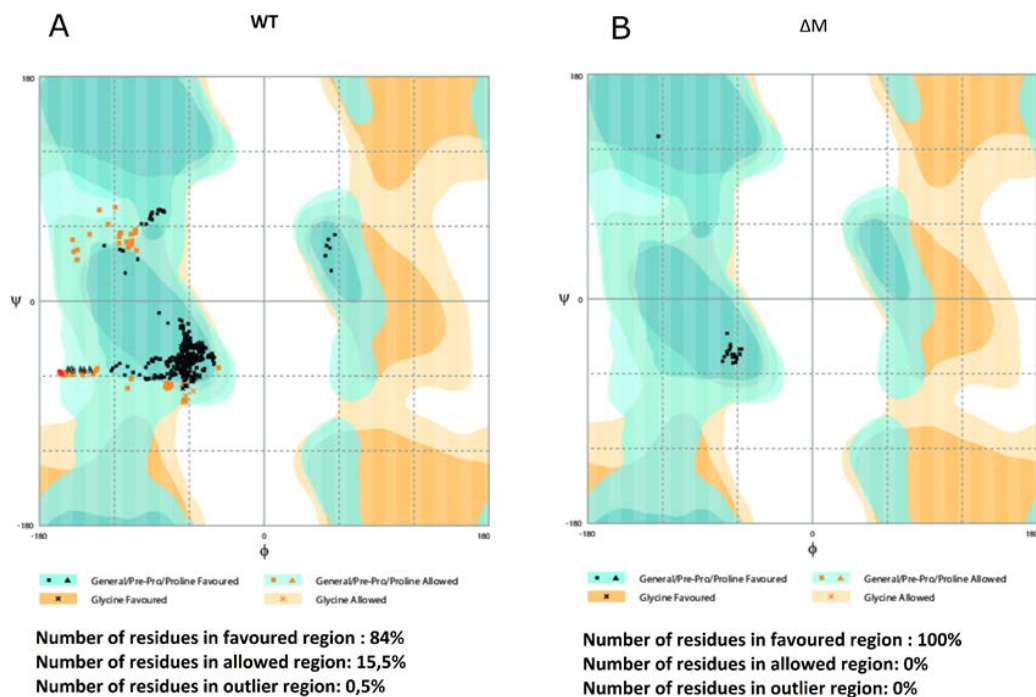 A WT
180
ψ 0
-180
-180 0 180
ϕ
General/Pre-Pro/Proline Favoured General/Pre-Pro/Proline Allowed
Glycine Favoured Glycine Allowed
Number of residues in favoured region : 84%
Number of residues in allowed region: 15,5%
Number of residues in outlier region: 0,5%
B ΔM
180
ψ 0
-180
-180 0 180
ϕ
General/Pre-Pro/Proline Favoured General/Pre-Pro/Proline Allowed
Glycine Favoured Glycine Allowed
Number of residues in favoured region : 100%
Number of residues in allowed region: 0%
Number of residues in outlier region: 0%